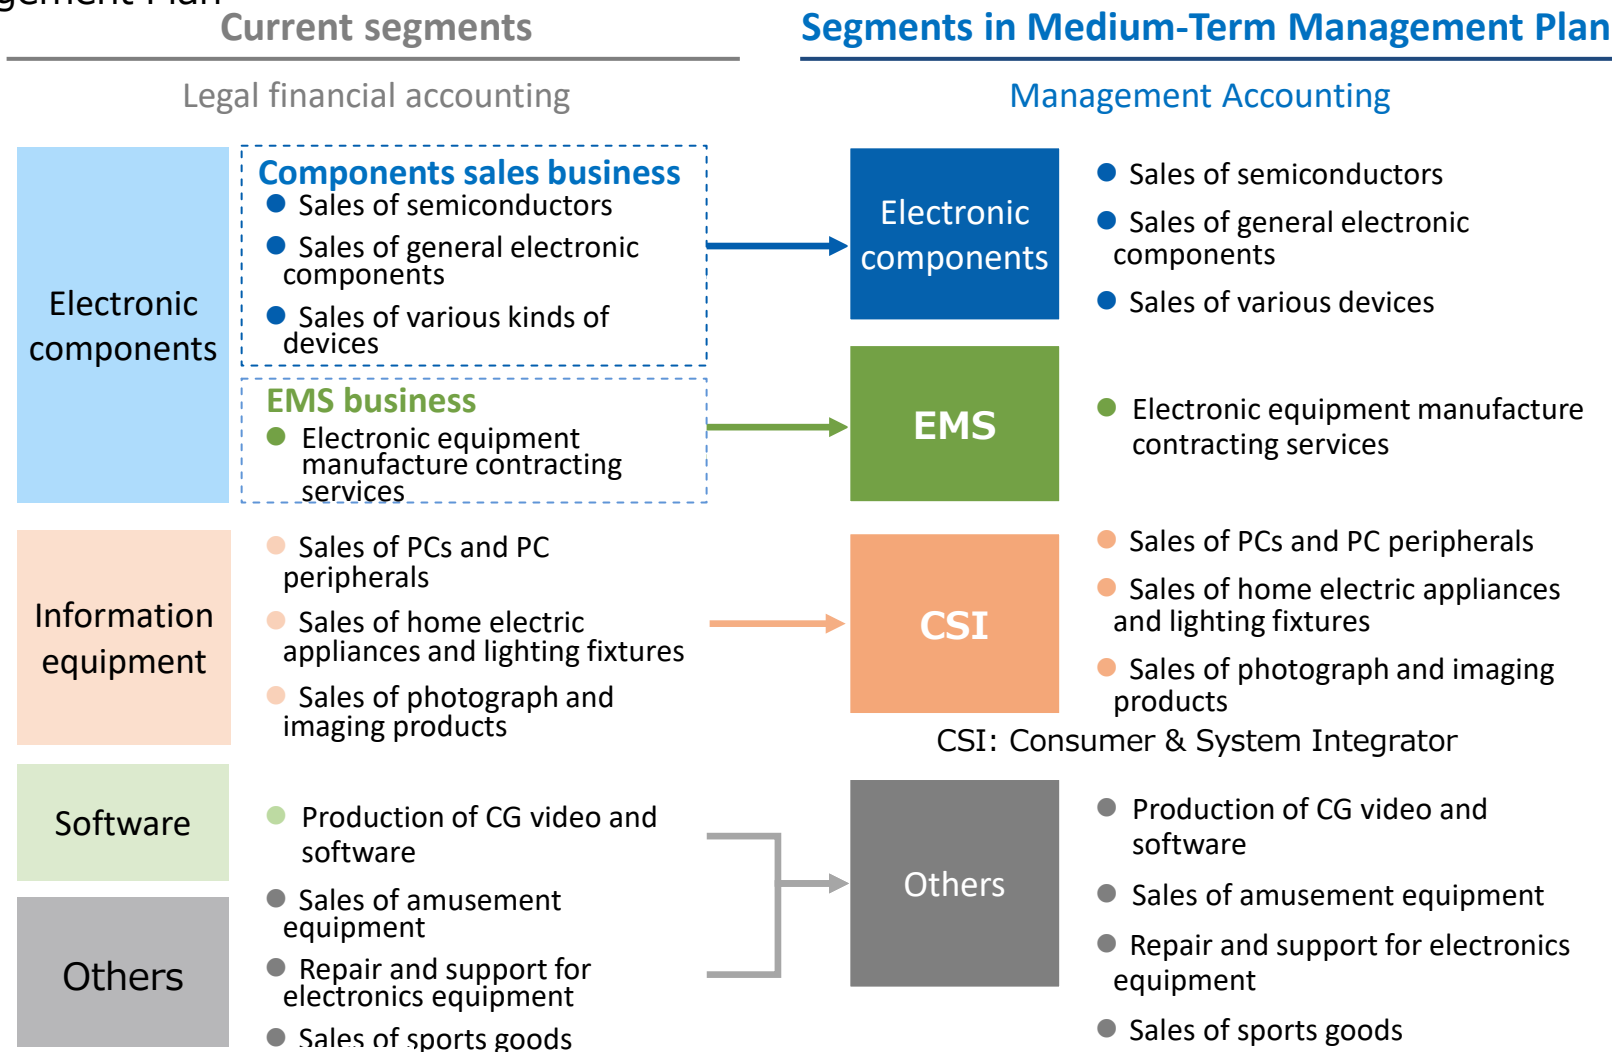 Current segments
Legal financial accounting
Electronic
components
Components sales business
Sales of semiconductors
Sales of general electronic
components
Sales of various kinds of
devices
EMS business
Electronic equipment
manufacture contracting
services
Information
equipment
Sales of PCs and PC
peripherals
Sales of home electric
appliances and lighting fixtures
Sales of photograph and
imaging products
Software
Production of CG video and
software
Others
Sales of amusement
equipment
Repair and support for
electronics equipment
Sales of sports goods
Segments in Medium-Term Management Plan
Management Accounting
Electronic
components
Sales of semiconductors
Sales of general electronic
components
Sales of various devices
EMS
Electronic equipment manufacture
contracting services
CSI
Sales of PCs and PC peripherals
Sales of home electric appliances
and lighting fixtures
Sales of photograph and imaging
products
CSI: Consumer & System Integrator
Others
Production of CG video and
software
Sales of amusement equipment
Repair and support for electronics
equipment
Sales of sports goods